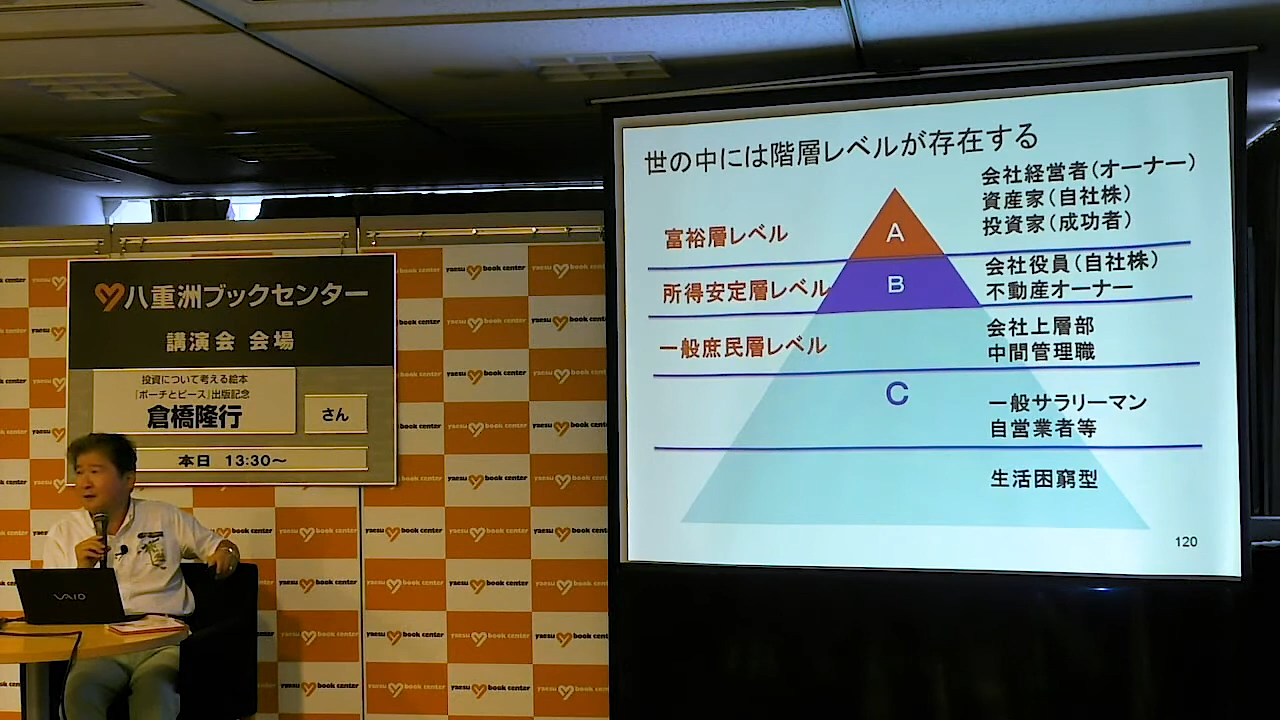 八重洲ブックセンター
講演会 会場
投資について考える絵本
『ポーチとピース』出版記念
倉橋隆行
さん
本日 13:30～
VAIO
yaesu book center
世の中には階層レベルが存在する
富裕層レベル
A
会社経営者（オーナー）
資産家（自社株）
投資家（成功者）
所得安定層レベル
B
会社役員（自社株）
不動産オーナー
一般庶民層レベル
会社上層部
中間管理職
C
一般サラリーマン
自営業者等
生活困窮型
120